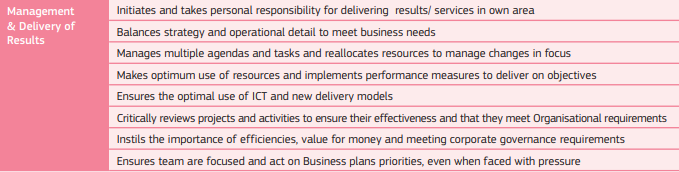 Management
& Delivery of
Results
Initiates and takes personal responsibility for delivering results/ services in own area
Balances strategy and operational detail to meet business needs
Manages multiple agendas and tasks and reallocates resources to manage changes in focus
Makes optimum use of resources and implements performance measures to deliver on objectives
Ensures the optimal use of ICT and new delivery models
Critically reviews projects and activities to ensure their effectiveness and that they meet Organisational requirements
Instils the importance of efficiencies, value for money and meeting corporate governance requirements
Ensures team are focused and act on Business plans priorities, even when faced with pressure